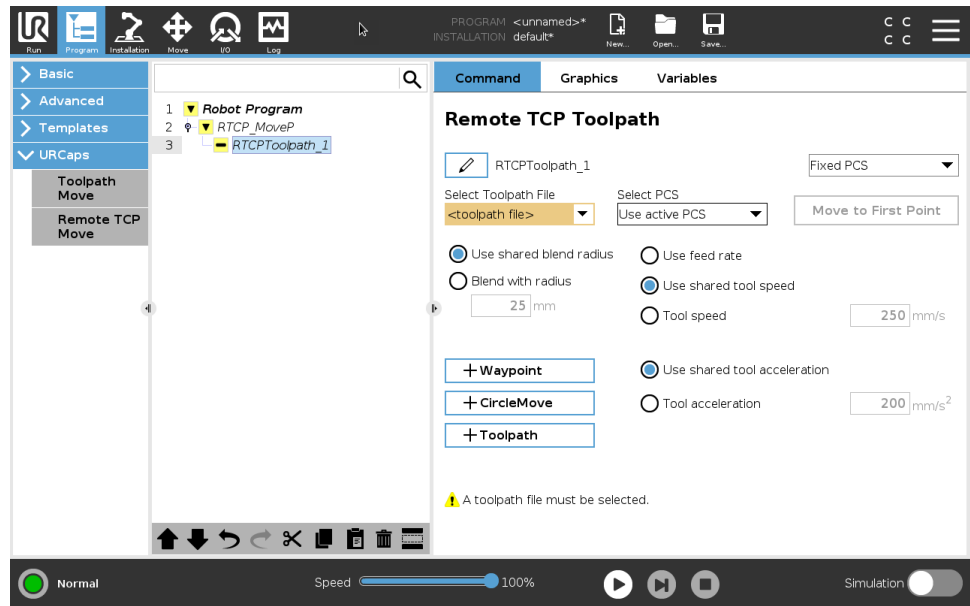 PROGRAM <unnamed>*
INSTALLATION default*
Run Program Installation Move I/O Log New... Open... Save...
C C
C C
Basic
Advanced
Templates
URCaps
Toolpath
Move
Remote TCP
Move
1 Robot Program
2 RTCP_MoveP
3 RTCPToolpath_1
Command Graphics Variables
Remote TCP Toolpath
RTCPToolpath_1 Fixed PCS
Select Toolpath File Select PCS
<toolpath file> Use active PCS Move to First Point
Use shared blend radius Use feed rate
Blend with radius Use shared tool speed
25 mm Tool speed 250 mm/s
+ Waypoint Use shared tool acceleration
+ CircleMove Tool acceleration 200 mm/s²
+ Toolpath
A toolpath file must be selected.
Normal Speed 100% Simulation